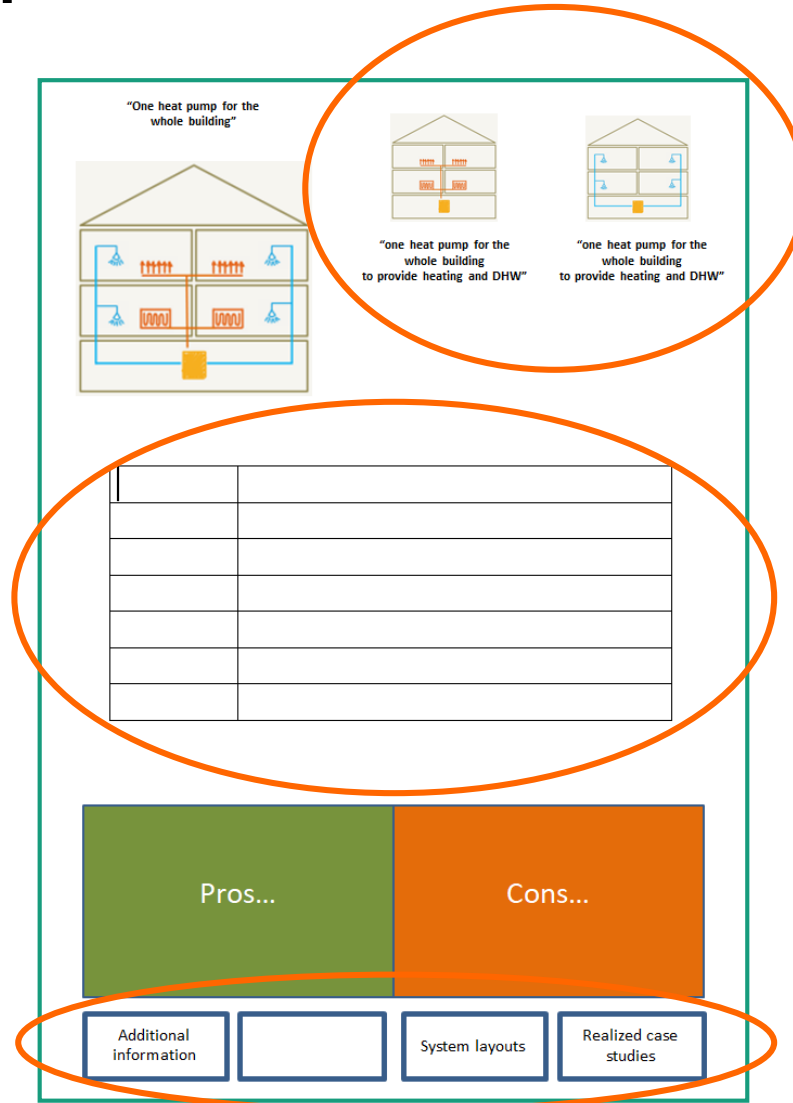 "One heat pump for the
whole building"
"one heat pump for the
whole building
to provide heating and DHW"
"one heat pump for the
whole building
to provide heating and DHW"
Pros...
Cons...
Additional
information
System layouts
Realized case
studies